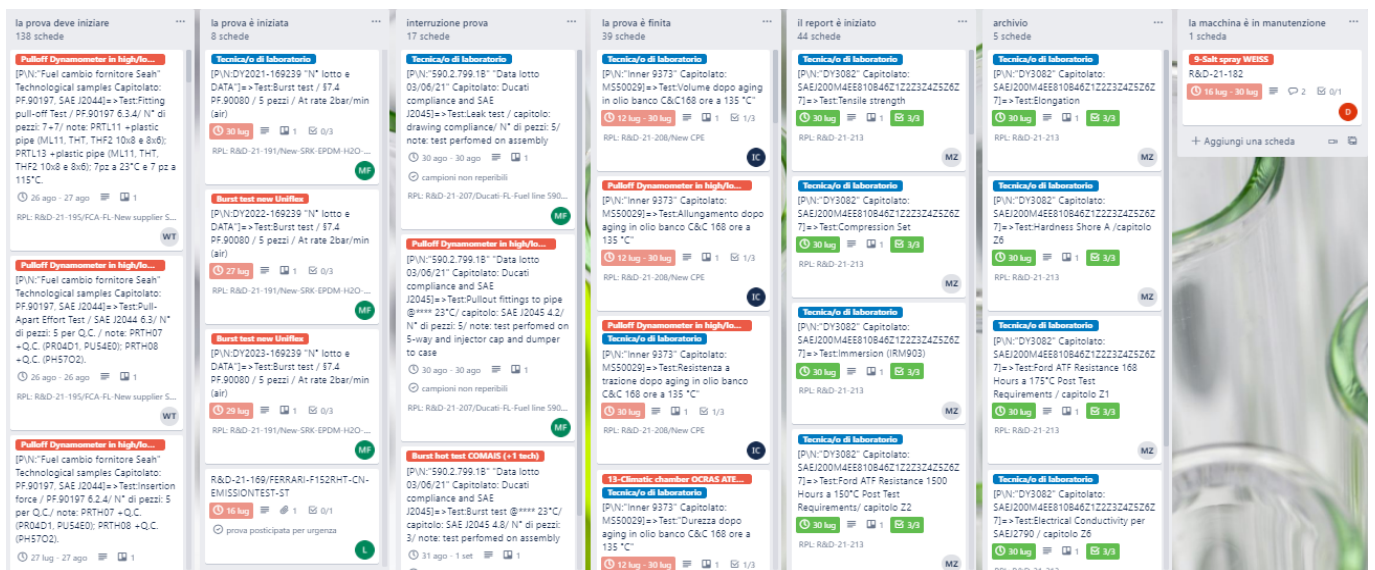 la prova deve iniziare
138 schede
Pulloff Dynamometer in high/lo...
[P\N:"Fuel cambio fornitore Seah"
Technological samples Capitolato:
PF.90197, SAE J2044]=>Test:Fitting
pull-off Test / PF.90197 6.3.4/ N° di
pezzi: 7+7/ note: PRTL11 +plastic
pipe (ML11, THT, THF2 10x8 e 8x6);
PRTL13 +plastic pipe (ML11, THT,
THF2 10x8 e 8x6); 7pz a 23°C e 7 pz a
115°C.
26 ago - 27 ago 1
RPL: R&D-21-195/FCA-FL-New supplier S...
WT
Pulloff Dynamometer in high/lo...
[P\N:"Fuel cambio fornitore Seah"
Technological samples Capitolato:
PF.90197, SAE J2044]=>Test:Pull-
Apart Effort Test / SAE J2044 6.3/ N°
di pezzi: 5 per Q.C. / note: PRTH07
+Q.C. (PR04D1, PU54E0); PRTH08
+Q.C. (PH57O2).
26 ago - 26 ago 1
RPL: R&D-21-195/FCA-FL-New supplier S...
WT
Pulloff Dynamometer in high/lo...
[P\N:"Fuel cambio fornitore Seah"
Technological samples Capitolato:
PF.90197, SAE J2044]=>Test:Insertion
force / PF.90197 6.2.4/ N° di pezzi: 5
per Q.C./ note: PRTH07 +Q.C.
(PR04D1, PU54E0); PRTH08 +Q.C.
(PH57O2).
27 lug - 27 ago 1
la prova è iniziata
8 schede
Tecnica/o di laboratorio
[P\N:DY2021-169239 "N° lotto e
DATA"]=>Test:Burst test / §7.4
PF.90080 / 5 pezzi / At rate 2bar/min
(air)
30 lug 1 0/3
RPL: R&D-21-191/New-SRK-EPDM-H2O-...
MF
Burst test new Uniflex
[P\N:DY2022-169239 "N° lotto e
DATA"]=>Test:Burst test / §7.4
PF.90080 / 5 pezzi / At rate 2bar/min
(air)
27 lug 1 0/3
RPL: R&D-21-191/New-SRK-EPDM-H2O-...
MF
Burst test new Uniflex
[P\N:DY2023-169239 "N° lotto e
DATA"]=>Test:Burst test / §7.4
PF.90080 / 5 pezzi / At rate 2bar/min
(air)
29 lug 1 0/3
RPL: R&D-21-191/New-SRK-EPDM-H2O-...
MF
R&D-21-169/FERRARI-F152RHT-CN-
EMISSIONTEST-ST
16 lug 1 0/1
prova posticipata per urgenza
L
interruzione prova
17 schede
Tecnica/o di laboratorio
[P\N:"590.2.799.1B" "Data lotto
03/06/21" Capitolato: Ducati
compliance and SAE
J2045]=>Test:Leak test / capitolo:
drawing compliance/ N° di pezzi: 5/
note: test perfomed on assembly
30 ago - 30 ago 1
campioni non reperibili
RPL: R&D-21-207/Ducati-FL-Fuel line 590...
MF
Pulloff Dynamometer in high/lo...
[P\N:"590.2.799.1B" "Data lotto
03/06/21" Capitolato: Ducati
compliance and SAE
J2045]=>Test:Pullout fittings to pipe
@**** 23°C/ capitolo: SAE J2045 4.2/
N° di pezzi: 5/ note: test perfomed on
5-way and injector cap and dumper
to case
30 ago - 30 ago 1
campioni non reperibili
RPL: R&D-21-207/Ducati-FL-Fuel line 590...
MF
Burst hot test COMAIS (+1 tech)
[P\N:"590.2.799.1B" "Data lotto
03/06/21" Capitolato: Ducati
compliance and SAE
J2045]=>Test:Burst test @**** 23°C/
capitolo: SAE J2045 4.8/ N° di pezzi:
3/ note: test perfomed on assembly
31 ago - 1 set 1
la prova è finita
39 schede
Tecnica/o di laboratorio
[P\N:"Inner 9373" Capitolato:
MS50029]=>Test:Volume dopo aging
in olio banco C&C168 ore a 135 °C"
12 lug - 30 lug 1 1/3
RPL: R&D-21-208/New CPE
IC
Pulloff Dynamometer in high/lo...
[P\N:"Inner 9373" Capitolato:
MS50029]=>Test:Allungamento dopo
aging in olio banco C&C 168 ore a
135 °C"
12 lug - 30 lug 1 1/3
RPL: R&D-21-208/New CPE
IC
Pulloff Dynamometer in high/lo...
Tecnica/o di laboratorio
[P\N:"Inner 9373" Capitolato:
MS50029]=>Test:Resistenza a
trazione dopo aging in olio banco
C&C 168 ore a 135 °C"
30 lug 1 1/3
RPL: R&D-21-208/New CPE
IC
13-Climatic chamber OCRAS ATE...
Tecnica/o di laboratorio
[P\N:"Inner 9373" Capitolato:
MS50029]=>Test:"Durezza dopo
aging in olio banco C&C 168 ore a
135 °C"
12 lug - 30 lug 1 1/3
il report è iniziato
44 schede
Tecnica/o di laboratorio
[P\N:"DY3082" Capitolato:
SAEJ200M4EE810B46Z1Z2Z3Z5Z6Z
7]=>Test:Tensile strength
30 lug 1 3/3
RPL: R&D-21-213
MZ
Tecnica/o di laboratorio
[P\N:"DY3082" Capitolato:
SAEJ200M4EE810B46Z1Z2Z3Z5Z6Z
7]=>Test:Compression Set
30 lug 1 3/3
RPL: R&D-21-213
MZ
Tecnica/o di laboratorio
[P\N:"DY3082" Capitolato:
SAEJ200M4EE810B46Z1Z2Z3Z5Z6Z
7]=>Test:Immersion (IRM903)
30 lug 1 3/3
RPL: R&D-21-213
MZ
Tecnica/o di laboratorio
[P\N:"DY3082" Capitolato:
SAEJ200M4EE810B46Z1Z2Z3Z5Z6Z
7]=>Test:Ford ATF Resistance 1500
Hours a 150°C Post Test
Requirements/ capitolo Z2
30 lug 1 3/3
RPL: R&D-21-213
MZ
archivio
5 schede
Tecnica/o di laboratorio
[P\N:"DY3082" Capitolato:
SAEJ200M4EE810B46Z1Z2Z3Z5Z6Z
7]=>Test:Elongation
30 lug 1 3/3
RPL: R&D-21-213
MZ
Tecnica/o di laboratorio
[P\N:"DY3082" Capitolato:
SAEJ200M4EE810B46Z1Z2Z3Z5Z6Z
7]=>Test:Hardness Shore A /capitolo
Z6
30 lug 1 3/3
RPL: R&D-21-213
MZ
Tecnica/o di laboratorio
[P\N:"DY3082" Capitolato:
SAEJ200M4EE810B46Z1Z2Z3Z5Z6Z
7]=>Test:Ford ATF Resistance 168
Hours a 175°C Post Test
Requirements / capitolo Z1
30 lug 1 3/3
RPL: R&D-21-213
MZ
Tecnica/o di laboratorio
[P\N:"DY3082" Capitolato:
SAEJ200M4EE810B46Z1Z2Z3Z5Z6Z
7]=>Test:Electrical Conductivity per
SAEJ2790 / capitolo Z6
30 lug 1 3/3
la macchina è in manutenzione
1 scheda
9-Salt spray WEISS
R&D-21-182
16 lug - 30 lug 2 0/1
D
+ Aggiungi una scheda